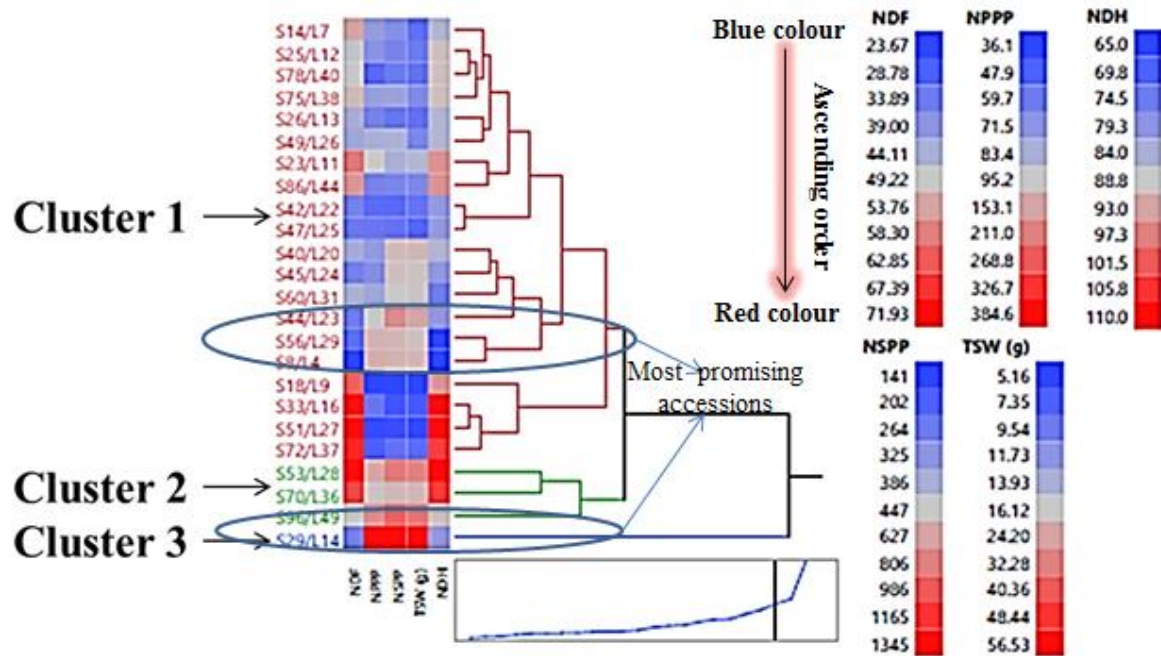 S14/L7
S25/L12
S78/L40
S75/L38
S26/L13
S49/L26
S23/L11
S86/L44
S42/L22
S47/L25
S40/L20
S45/L24
S60/L31
S44/L23
S56/L29
S8/L4
S18/L9
S33/L16
S51/L27
S72/L37
S53/L28
S70/L36
S96/L49
S29/L14
Cluster 1
Cluster 2
Cluster 3
NDF
NPPP
NSPP
TSW (g)
NDH
Most promising
accessions
Blue colour
Ascending order
Red colour
NDF
23.67
28.78
33.89
39.00
44.11
49.22
53.76
58.30
62.85
67.39
71.93
NPPP
36.1
47.9
59.7
71.5
83.4
95.2
153.1
211.0
268.8
326.7
384.6
NDH
65.0
69.8
74.5
79.3
84.0
88.8
93.0
97.3
101.5
105.8
110.0
NSPP
141
202
264
325
386
447
627
806
986
1165
1345
TSW (g)
5.16
7.35
9.54
11.73
13.93
16.12
24.20
32.28
40.36
48.44
56.53